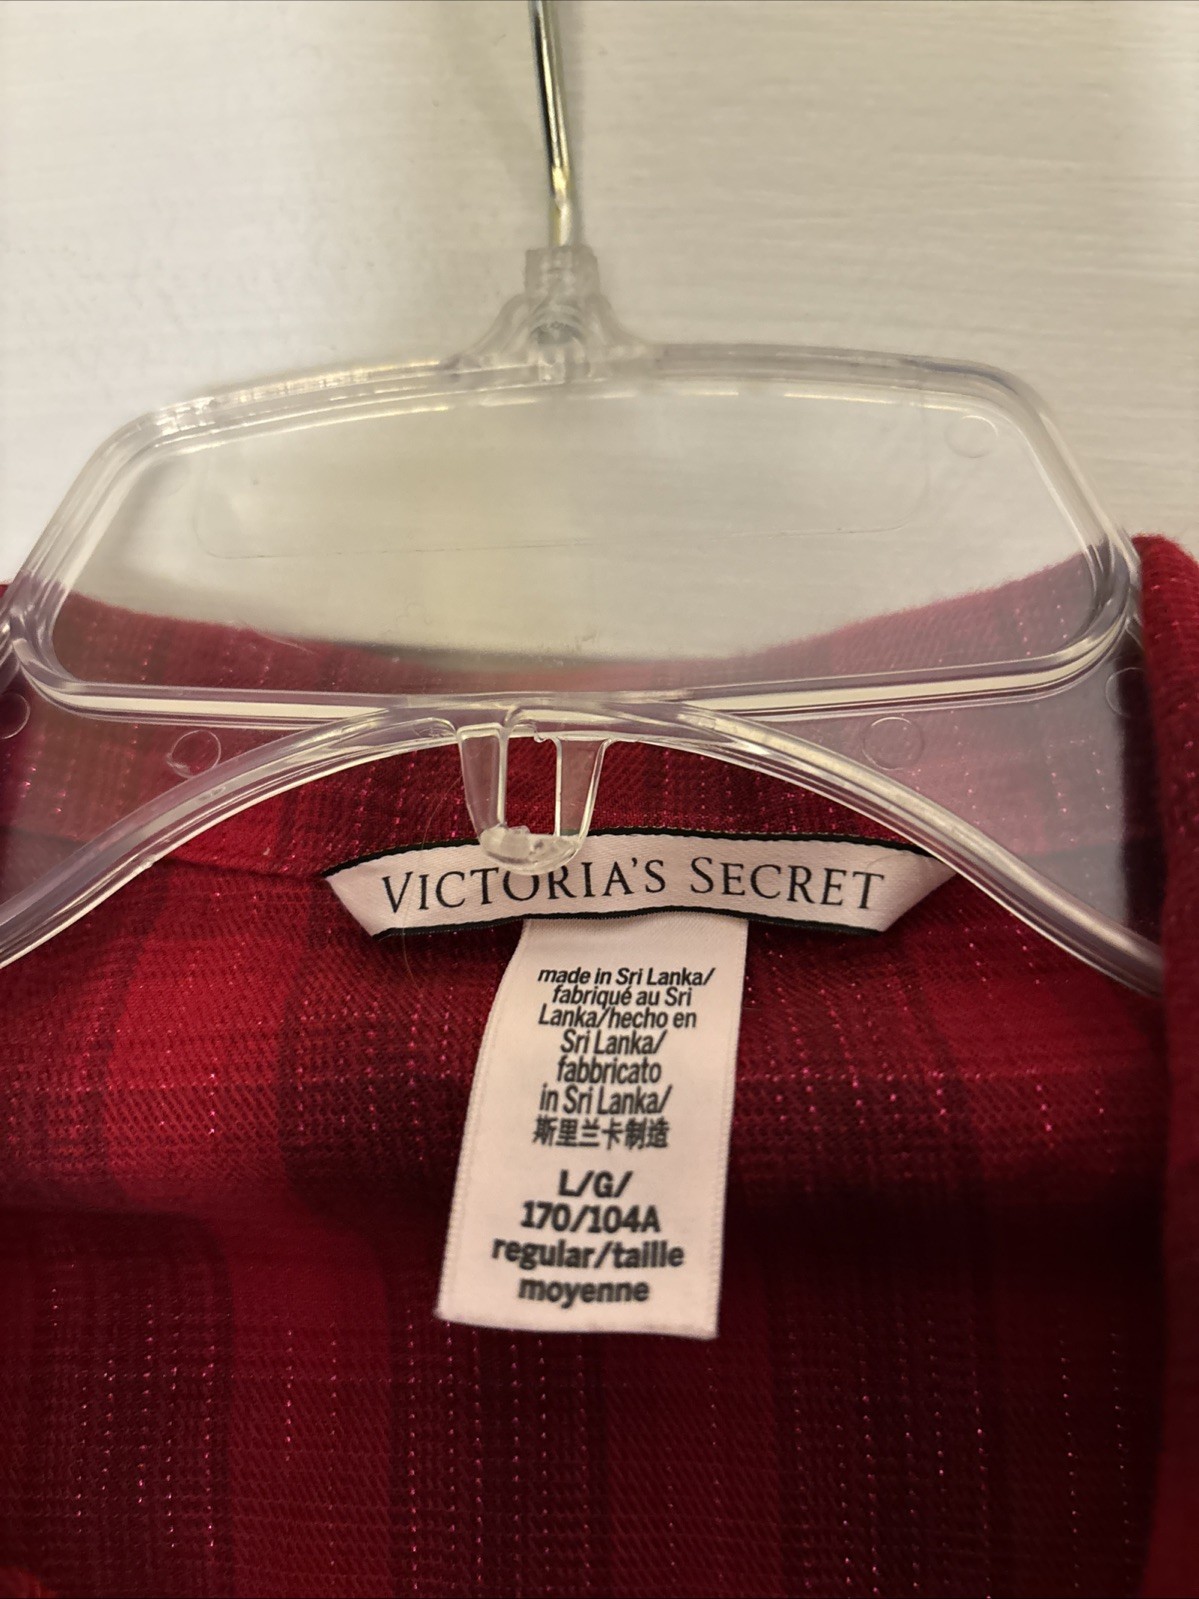 VICTORIA'S SECRET
made in Sri Lanka/
fabriqué au Sri
Lanka/hecho en
Sri Lanka/
fabbricato
in Sri Lanka/
斯里兰卡制造
L/G/
170/104A
regular/taille
moyenne